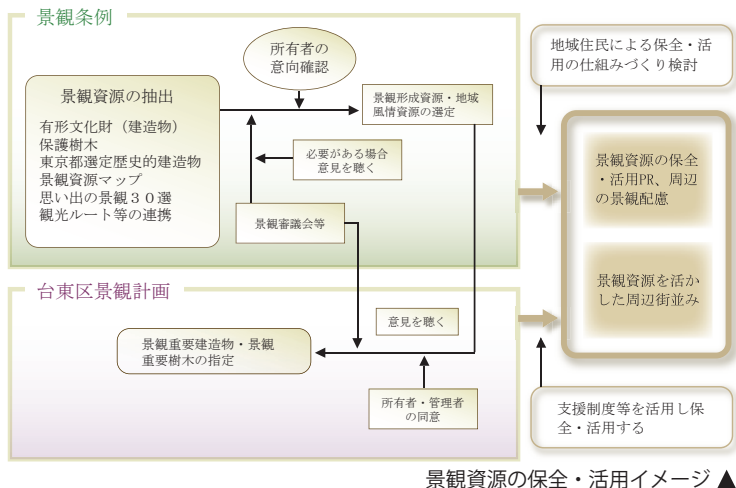 景観条例
所有者の
意向確認
景観資源の抽出
有形文化財（建造物）
保護樹木
東京都選定歴史的建造物
景観資源マップ
思い出の景観３０選
観光ルート等の連携
景観形成資源・地域
風情資源の選定
必要がある場合
意見を聴く
景観審議会等
台東区景観計画
意見を聴く
景観重要建造物・景観
重要樹木の指定
所有者・管理者
の同意
地域住民による保全・活
用の仕組みづくり検討
景観資源の保全
・活用PR、周辺
の景観配慮
景観資源を活か
した周辺街並み
支援制度等を活用し保
全・活用する
景観資源の保全・活用イメージ ▲